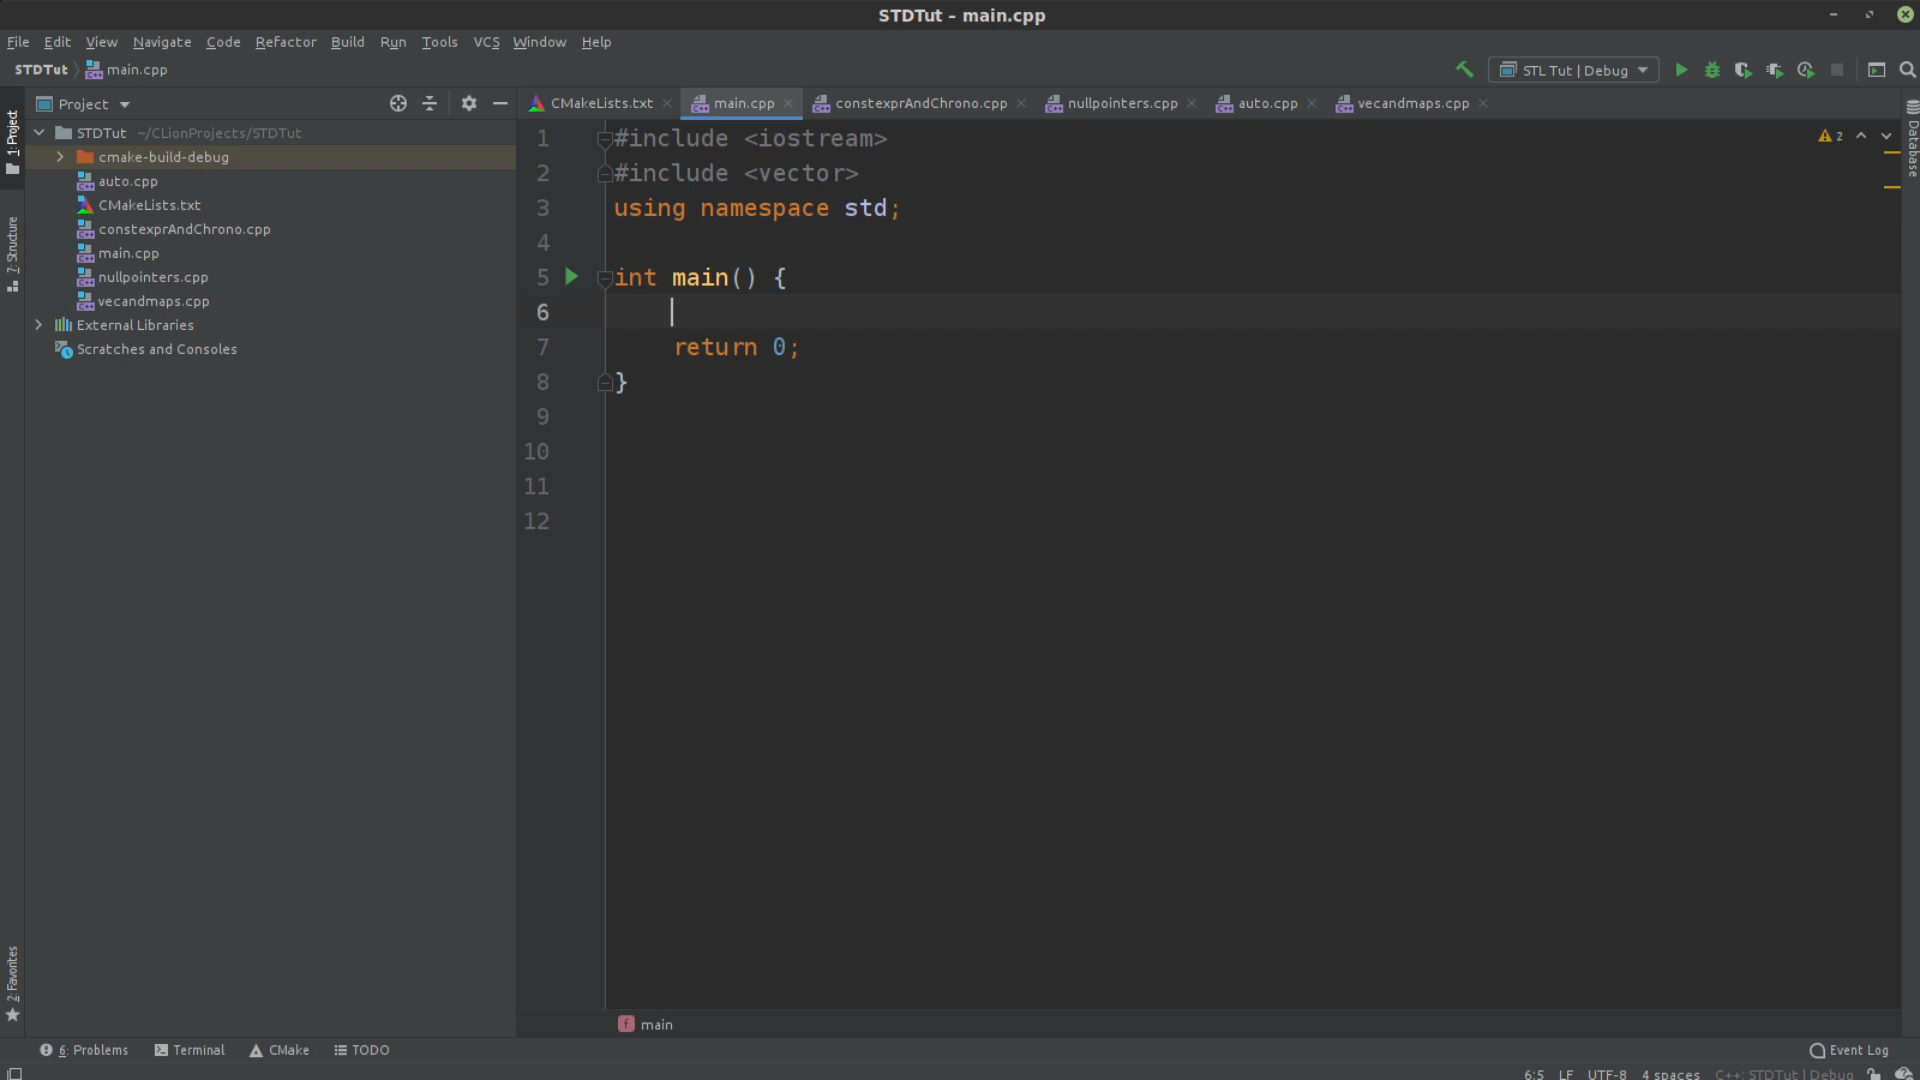 STDTut – main.cpp
File Edit View Navigate Code Refactor Build Run Tools VCS Window Help
STDTut main.cpp
STL Tut | Debug
Project
CMakeLists.txt main.cpp constexprAndChrono.cpp nullpointers.cpp auto.cpp vecandmaps.cpp
STDTut ~/CLionProjects/STDTut
cmake-build-debug
auto.cpp
CMakeLists.txt
constexprAndChrono.cpp
main.cpp
nullpointers.cpp
vecandmaps.cpp
External Libraries
Scratches and Consoles
1: Project
7: Structure
2: Favorites
1 #include <iostream>
2 #include <vector>
3 using namespace std;
4
5 int main() {
6
7 return 0;
8 }
9
10
11
12
2
Database
main
6: Problems Terminal CMake TODO
Event Log
6:5 LF UTF-8 4 spaces C++: STDTut | Debug